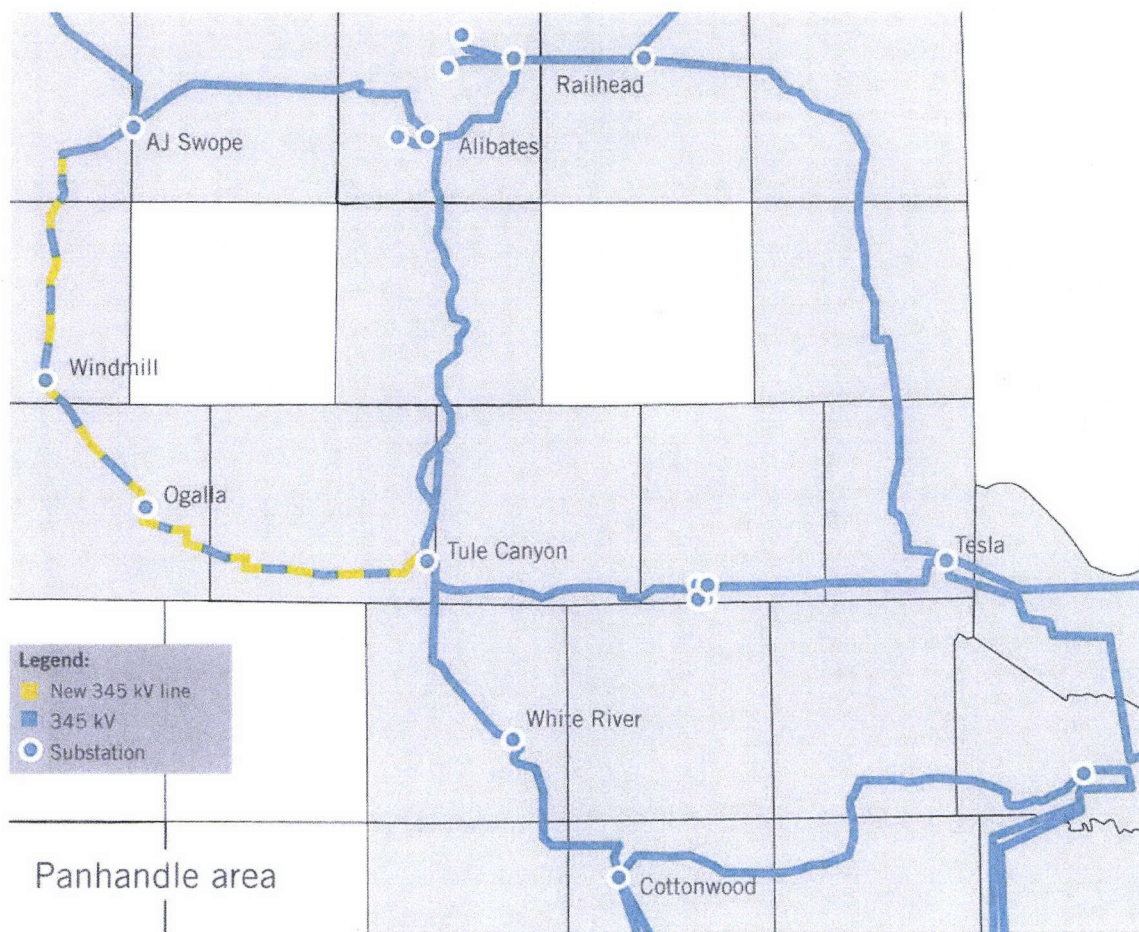 Railhead
AJ Swope
Alibates
Windmill
Ogalla
Tule Canyon
Tesla
Legend:
New 345 kV line
345 kV
Substation
White River
Panhandle area
Cottonwood